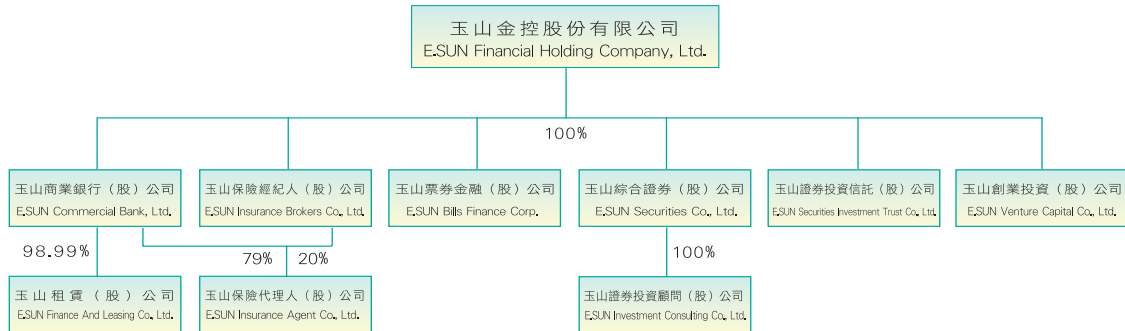 玉山金控股份有限公司
E.SUN Financial Holding Company, Ltd.
100%
玉山商業銀行（股）公司
E.SUN Commercial Bank, Ltd.
玉山保險經紀人（股）公司
E.SUN Insurance Brokers Co., Ltd.
玉山票券金融（股）公司
E.SUN Bills Finance Corp.
玉山綜合證券（股）公司
E.SUN Securities Co., Ltd.
玉山證券投資信託（股）公司
E.SUN Securities Investment Trust Co., Ltd.
玉山創業投資（股）公司
E.SUN Venture Capital Co., Ltd.
98.99%
79%
20%
100%
玉山租賃（股）公司
E.SUN Finance And Leasing Co., Ltd.
玉山保險代理人（股）公司
E.SUN Insurance Agent Co., Ltd.
玉山證券投資顧問（股）公司
E.SUN Investment Consulting Co., Ltd.